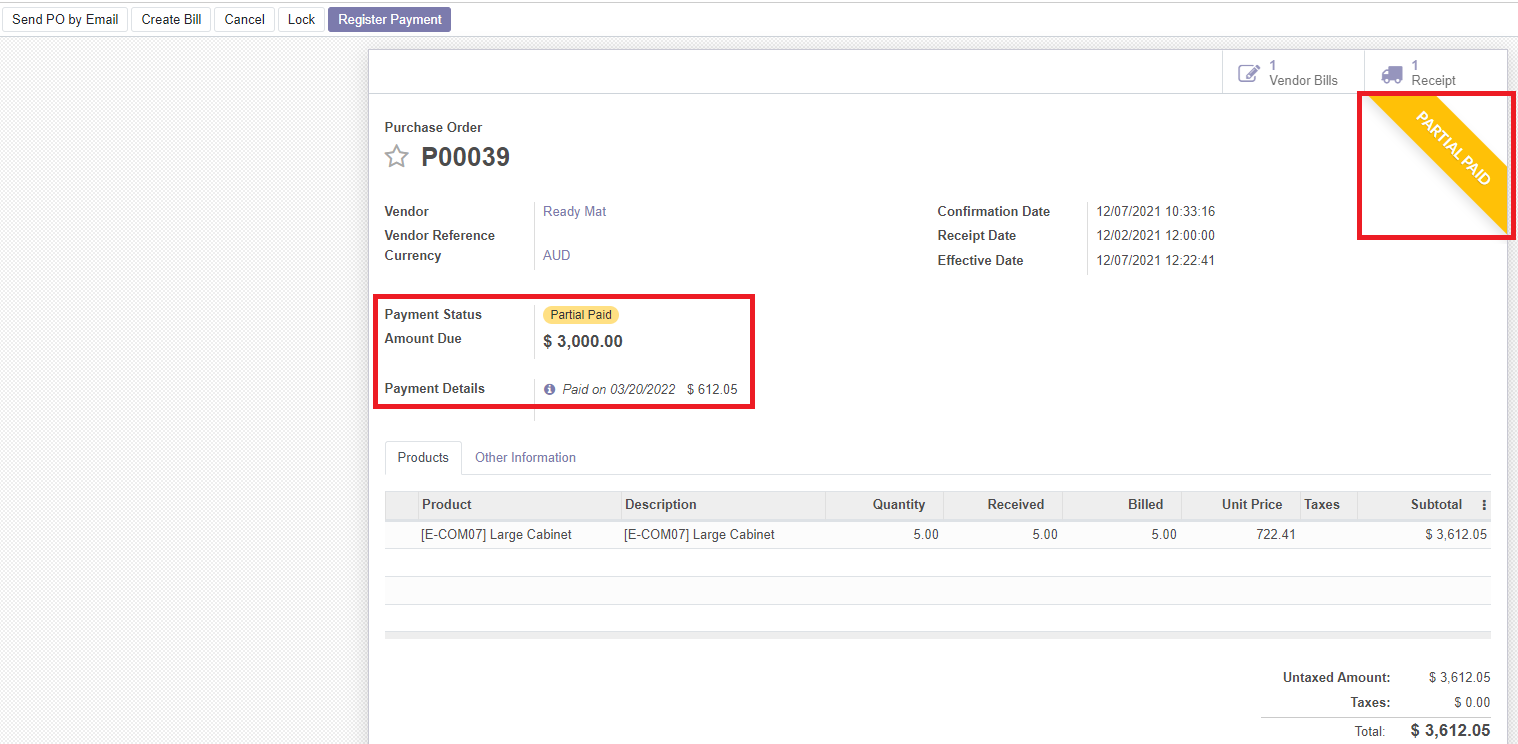 Send PO by Email Create Bill Cancel Lock Register Payment
1
Vendor Bills
1
Receipt
PARTIAL PAID
Purchase Order
P00039
Vendor Ready Mat
Vendor Reference
Currency AUD
Confirmation Date 12/07/2021 10:33:16
Receipt Date 12/02/2021 12:00:00
Effective Date 12/07/2021 12:22:41
Payment Status Partial Paid
Amount Due $ 3,000.00
Payment Details Paid on 03/20/2022 $ 612.05
Products Other Information
Product Description Quantity Received Billed Unit Price Taxes Subtotal
[E-COM07] Large Cabinet [E-COM07] Large Cabinet 5.00 5.00 5.00 722.41 $ 3,612.05
Untaxed Amount: $ 3,612.05
Taxes: $ 0.00
Total: $ 3,612.05